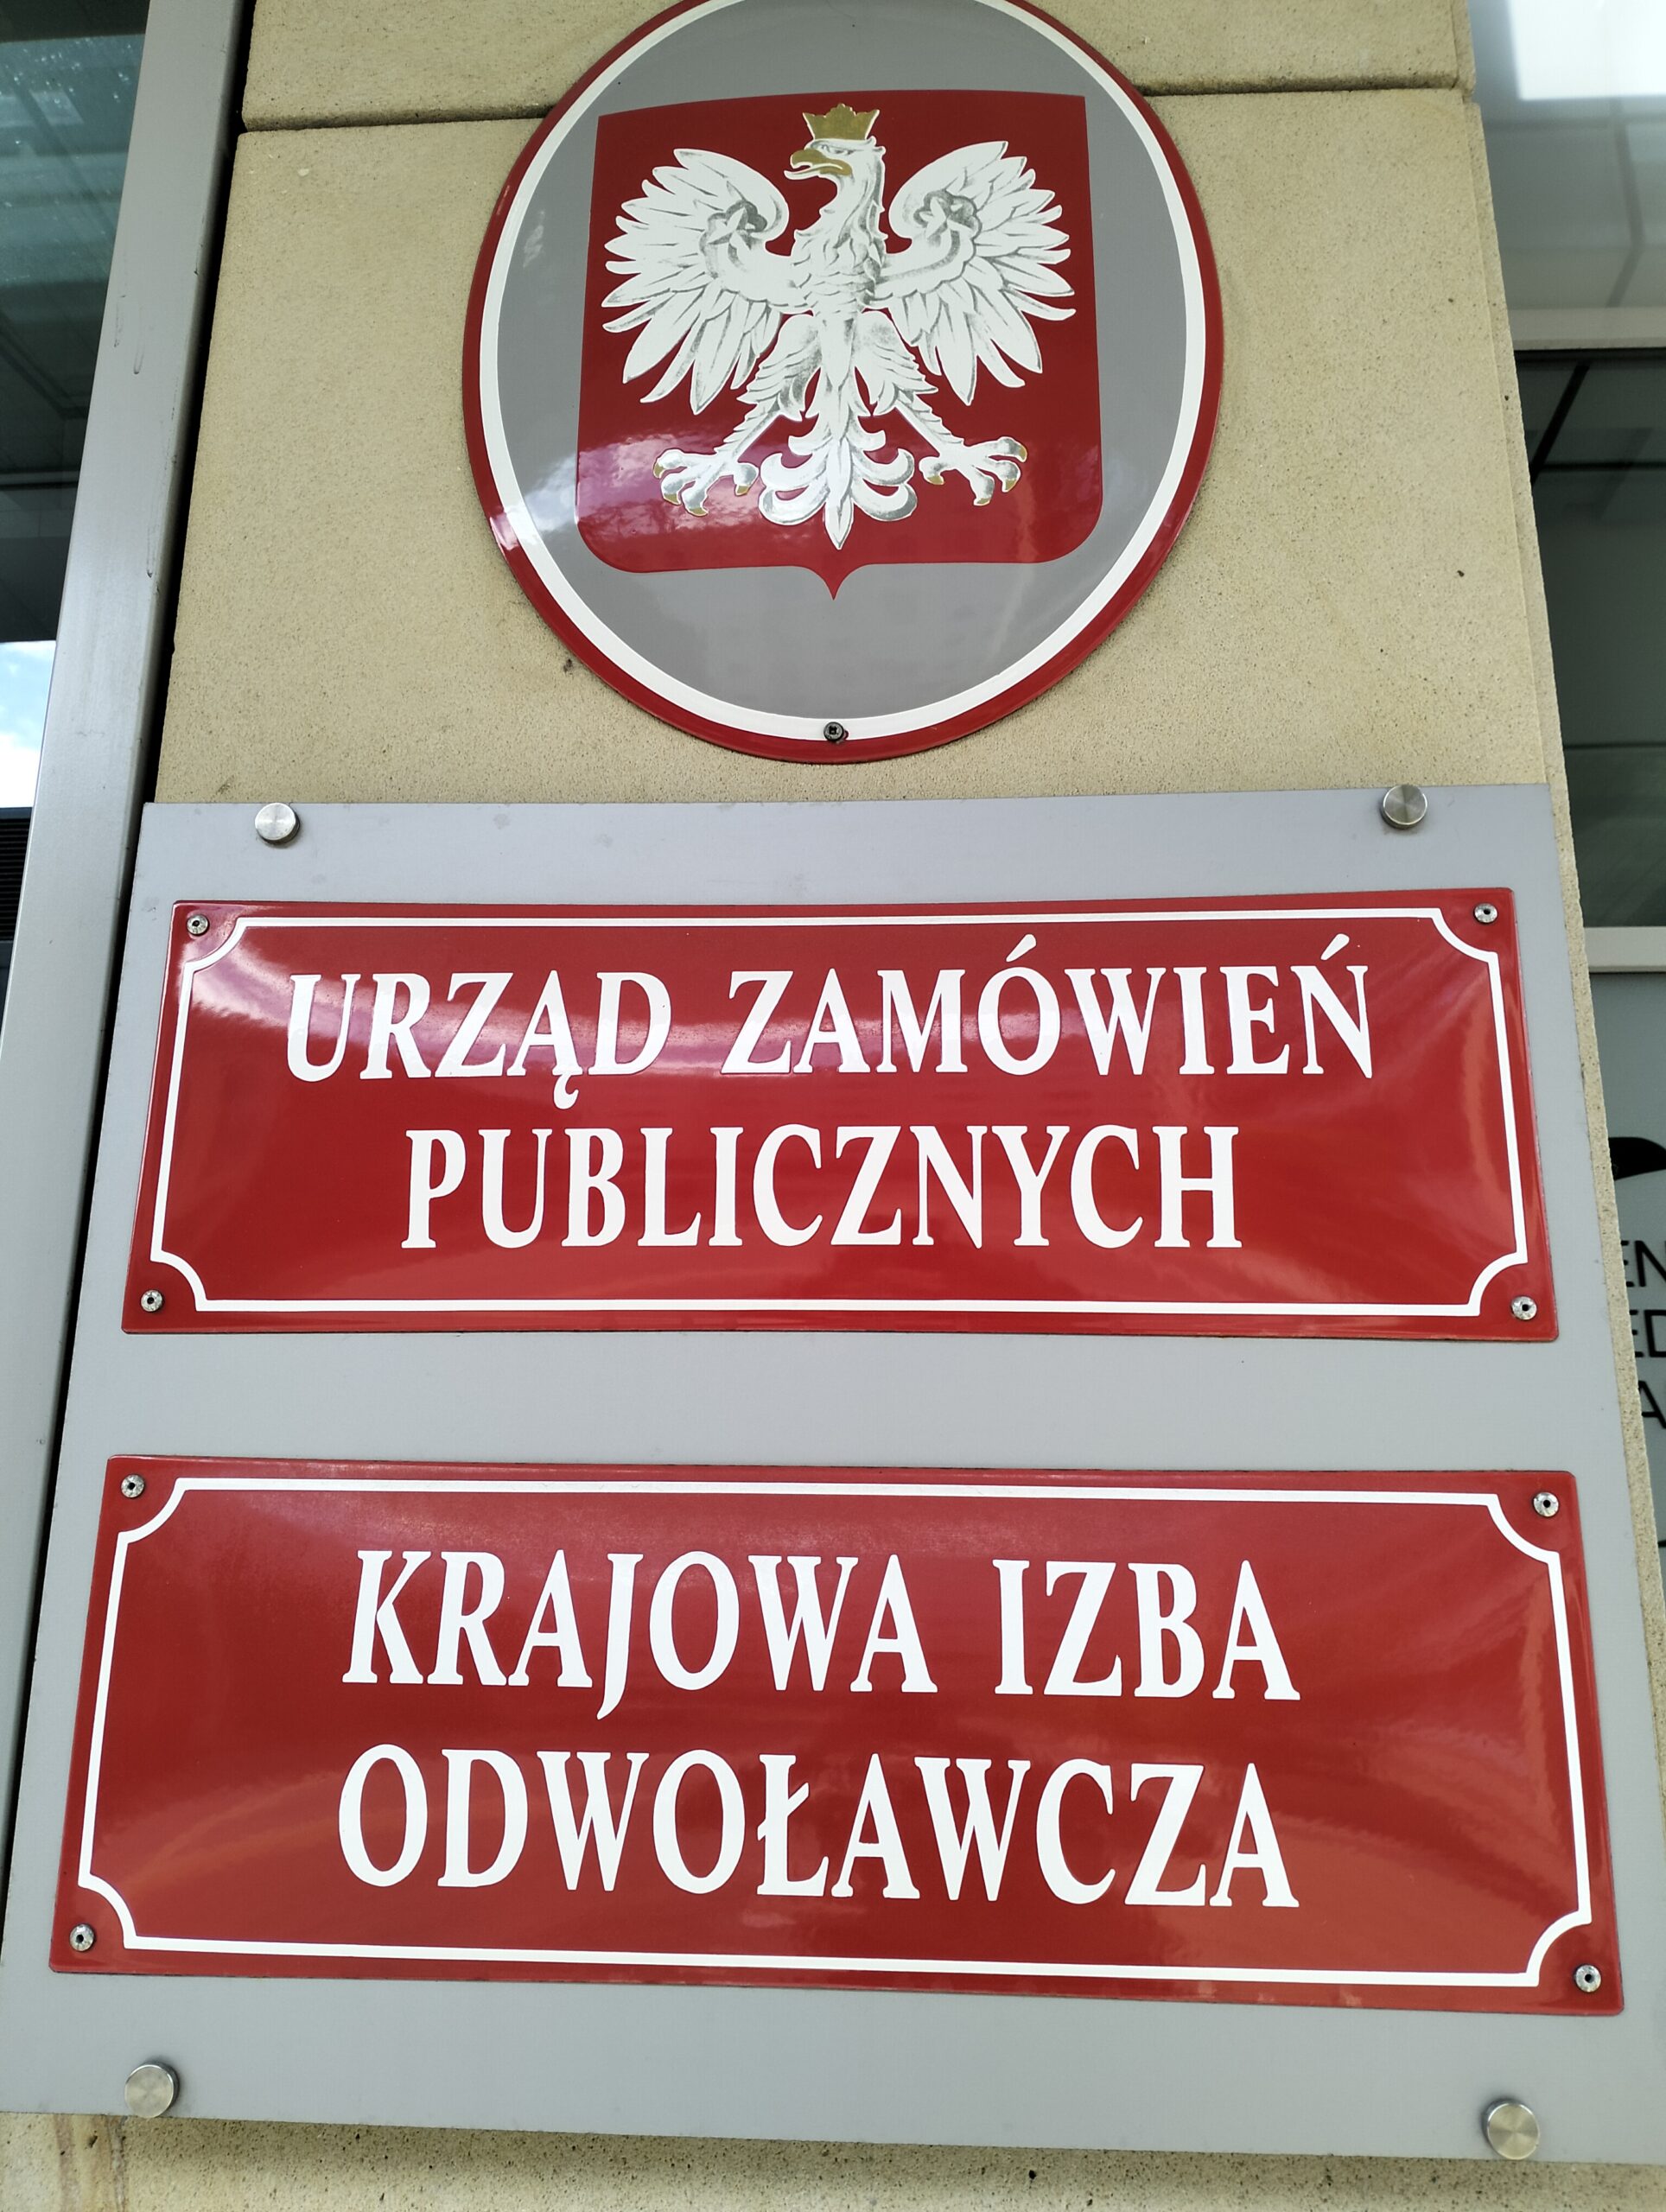 URZĄD ZAMÓWIEŃ
PUBLICZNYCH
KRAJOWA IZBA
ODWOŁAWCZA